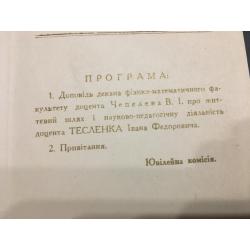 ПРОГРАМА:
1. Доповідь декана фізико-математичного фа-
культету доцента Чепелева В. І. про жит-
тєвий шлях і науково-педагогічну діяльність
доцента ТЕСЛЕНКА Івана Федоровича.
2. Привітання.
Ювілейна комісія.